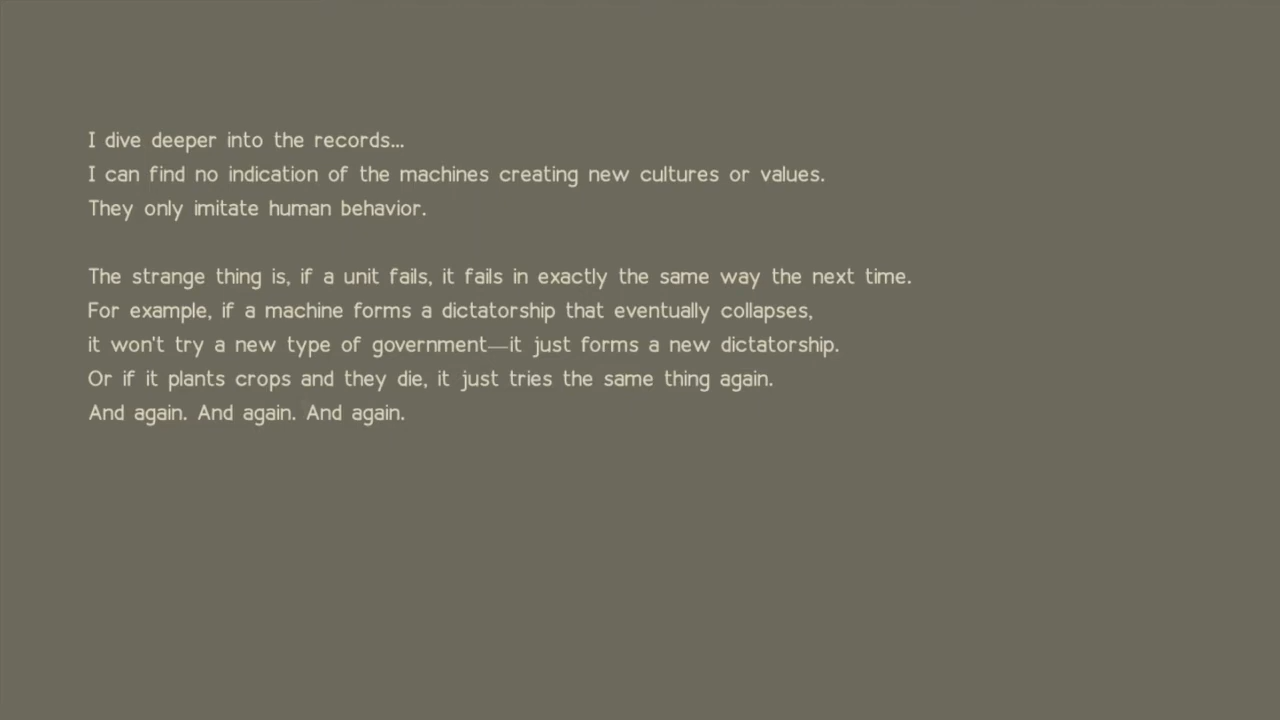 I dive deeper into the records...
I can find no indication of the machines creating new cultures or values.
They only imitate human behavior.
The strange thing is, if a unit fails, it fails in exactly the same way the next time.
For example, if a machine forms a dictatorship that eventually collapses,
it won't try a new type of government—it just forms a new dictatorship.
Or if it plants crops and they die, it just tries the same thing again.
And again. And again. And again.